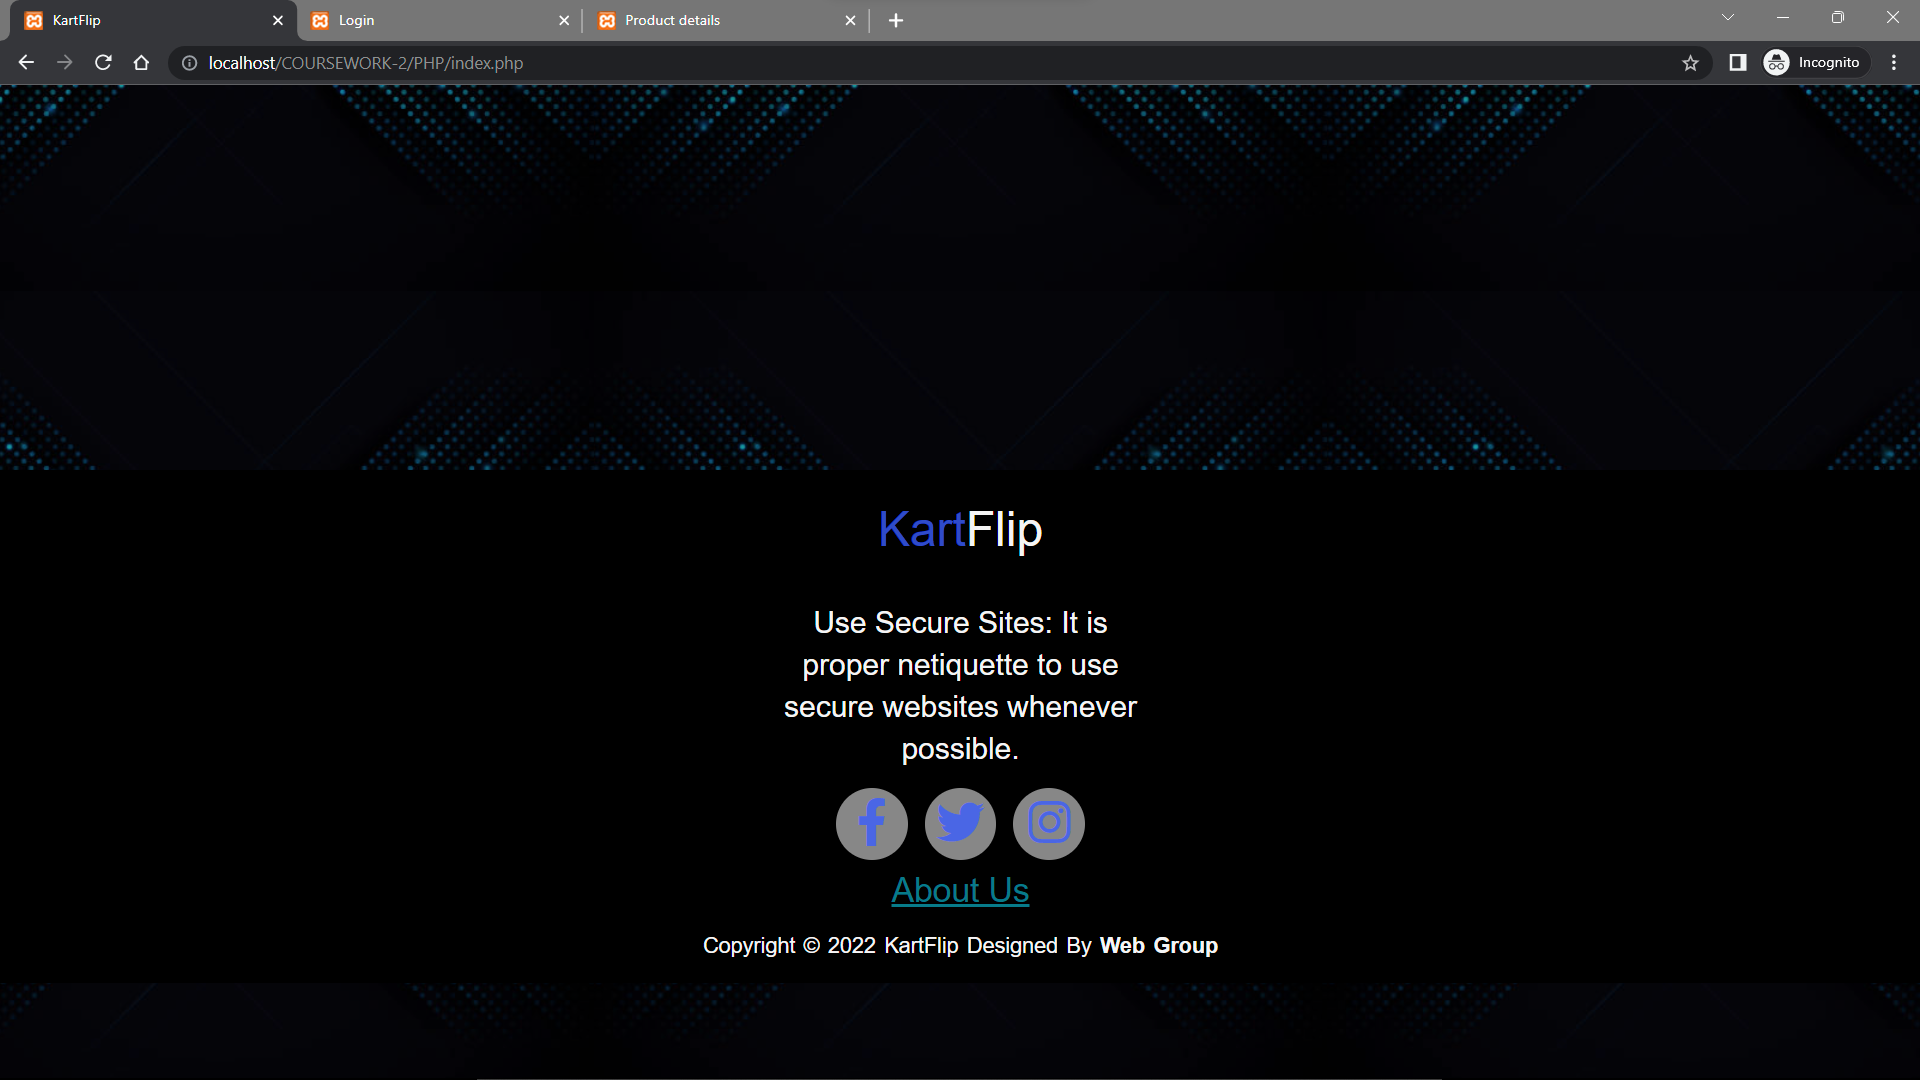 KartFlip
Login
Product details
localhost/COURSEWORK-2/PHP/index.php
Incognito
KartFlip
Use Secure Sites: It is
proper netiquette to use
secure websites whenever
possible.
About Us
Copyright © 2022 KartFlip Designed By Web Group